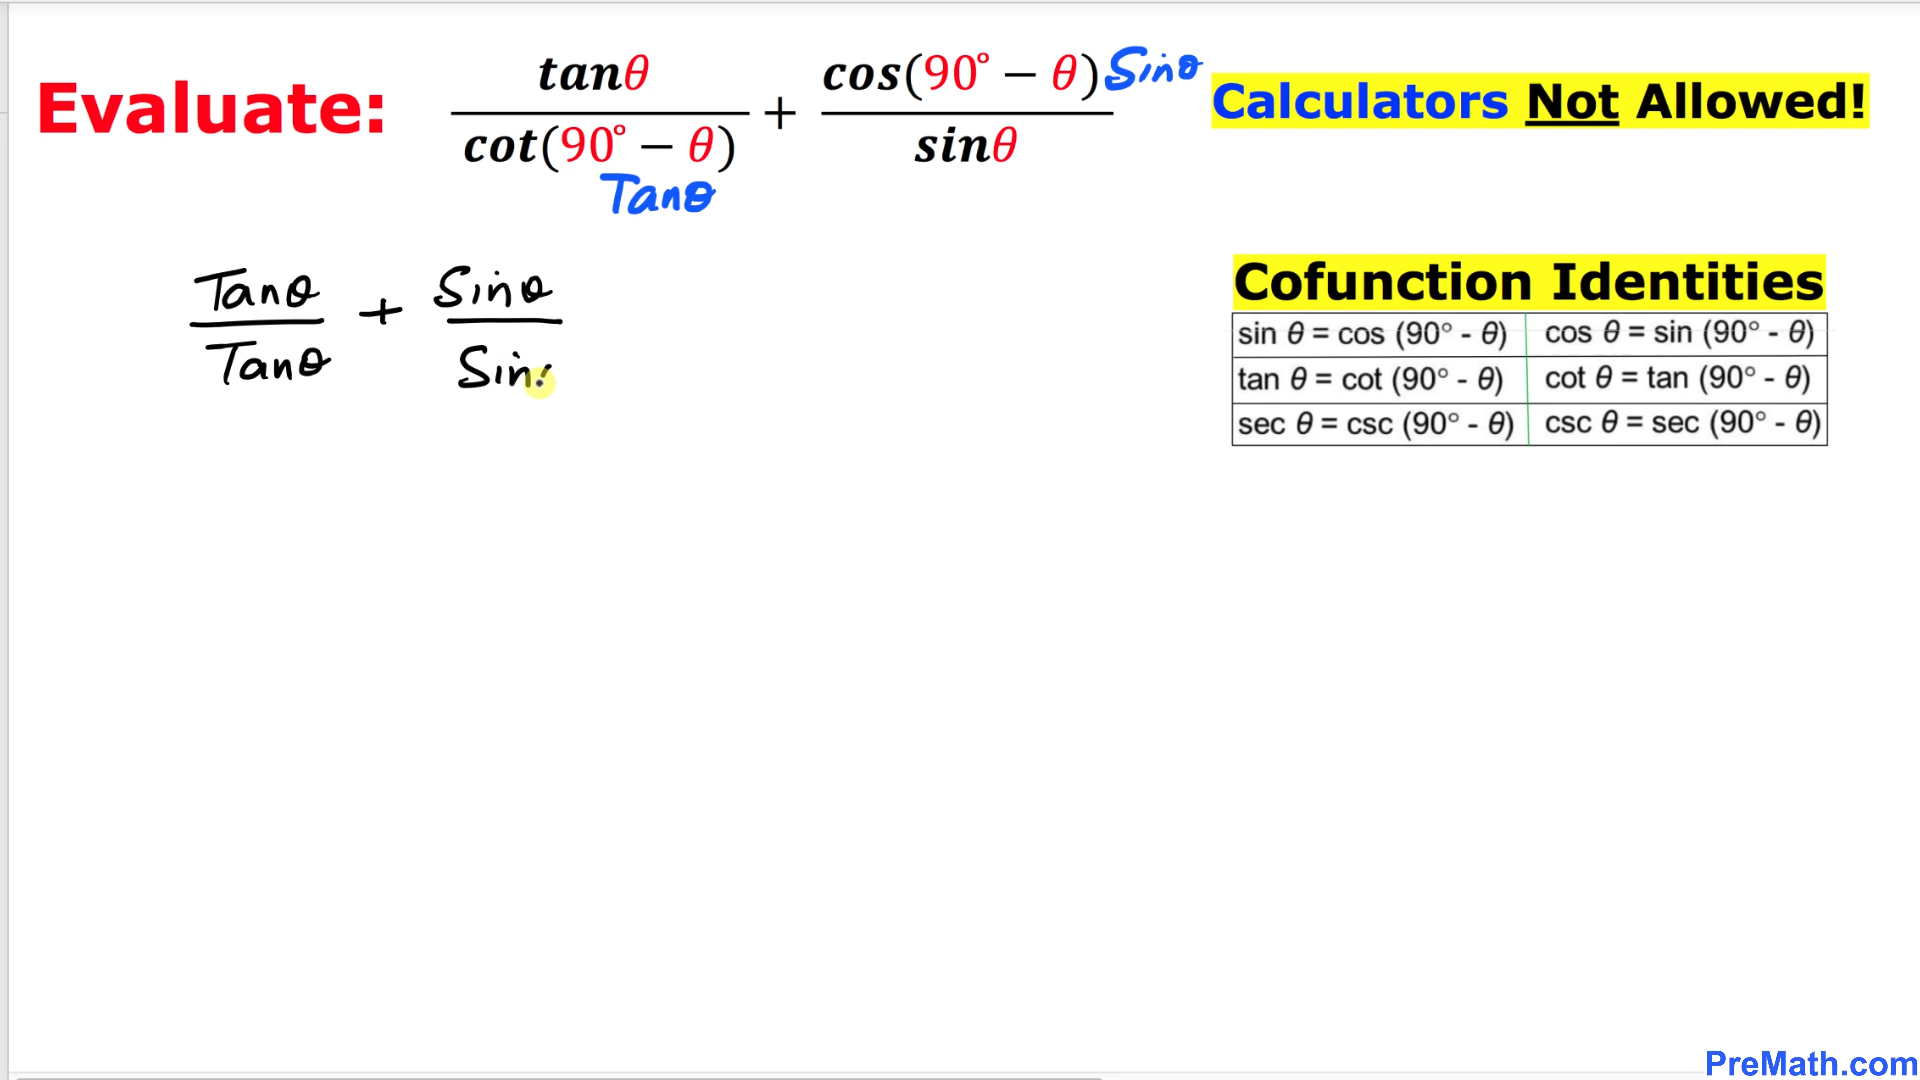 Evaluate: tanθ / cot(90° − θ) + cos(90° − θ) / sinθ
Sinθ
Tanθ
Calculators Not Allowed!
Tanθ / Tanθ + Sinθ / Sin
Cofunction Identities
sin θ = cos (90° - θ) cos θ = sin (90° - θ)
tan θ = cot (90° - θ) cot θ = tan (90° - θ)
sec θ = csc (90° - θ) csc θ = sec (90° - θ)
PreMath.com